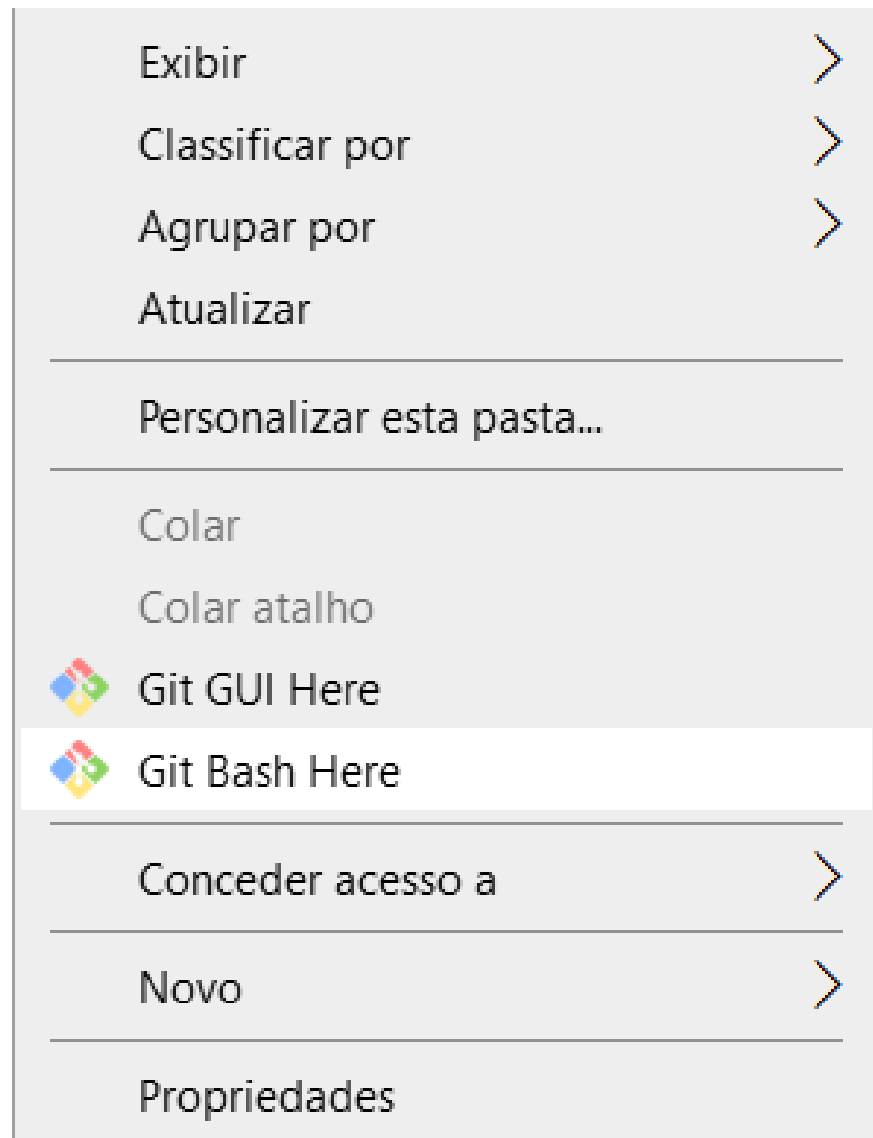 Exibir
Classificar por
Agrupar por
Atualizar
Personalizar esta pasta...
Colar
Colar atalho
Git GUI Here
Git Bash Here
Conceder acesso a
Novo
Propriedades